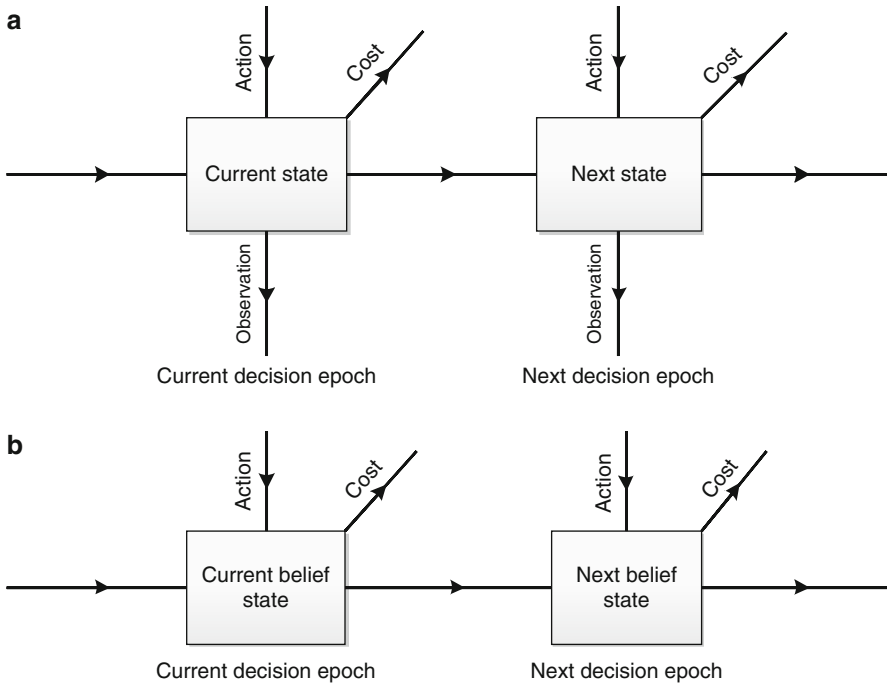 a
Action
Cost
Action
Cost
Current state
Next state
Observation
Observation
Current decision epoch
Next decision epoch
b
Action
Cost
Action
Cost
Current belief
state
Next belief
state
Current decision epoch
Next decision epoch